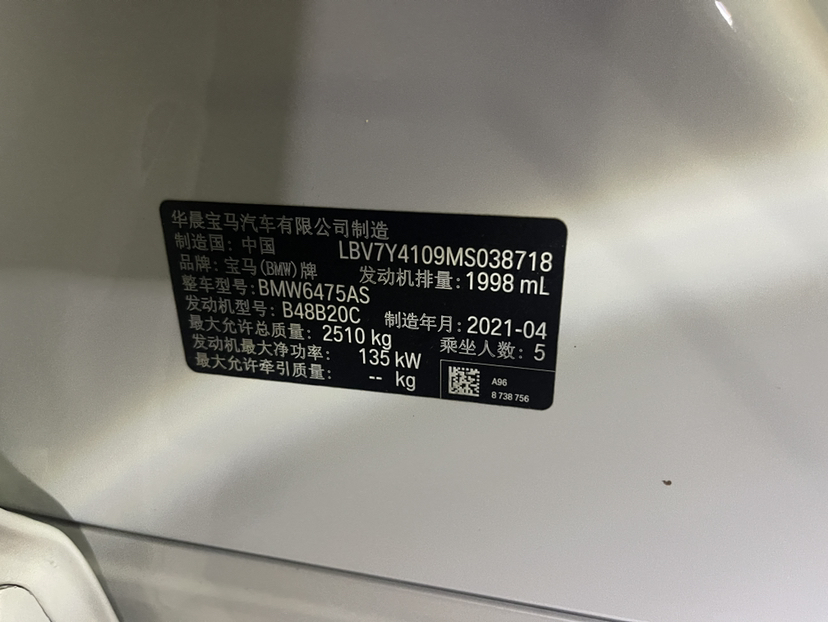 华晨宝马汽车有限公司制造
制造国: 中国 LBV7Y4109MS038718
品牌: 宝马(BMW)牌 发动机排量: 1998 mL
整车型号: BMW6475AS
发动机型号: B48B20C 制造年月: 2021-04
最大允许总质量: 2510 kg 乘坐人数: 5
发动机最大净功率: 135 kW
最大允许牵引质量: -- kg
A96
8 738 756